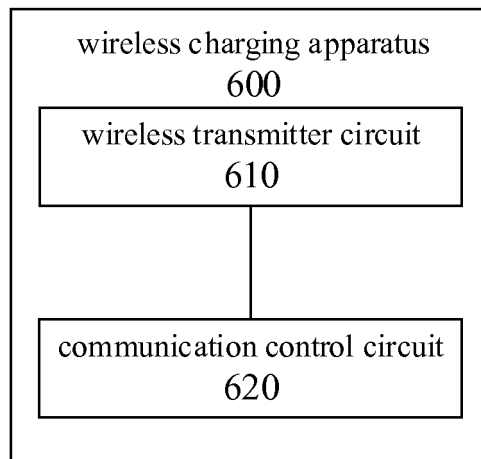 wireless charging apparatus
600
wireless transmitter circuit
610
communication control circuit
620